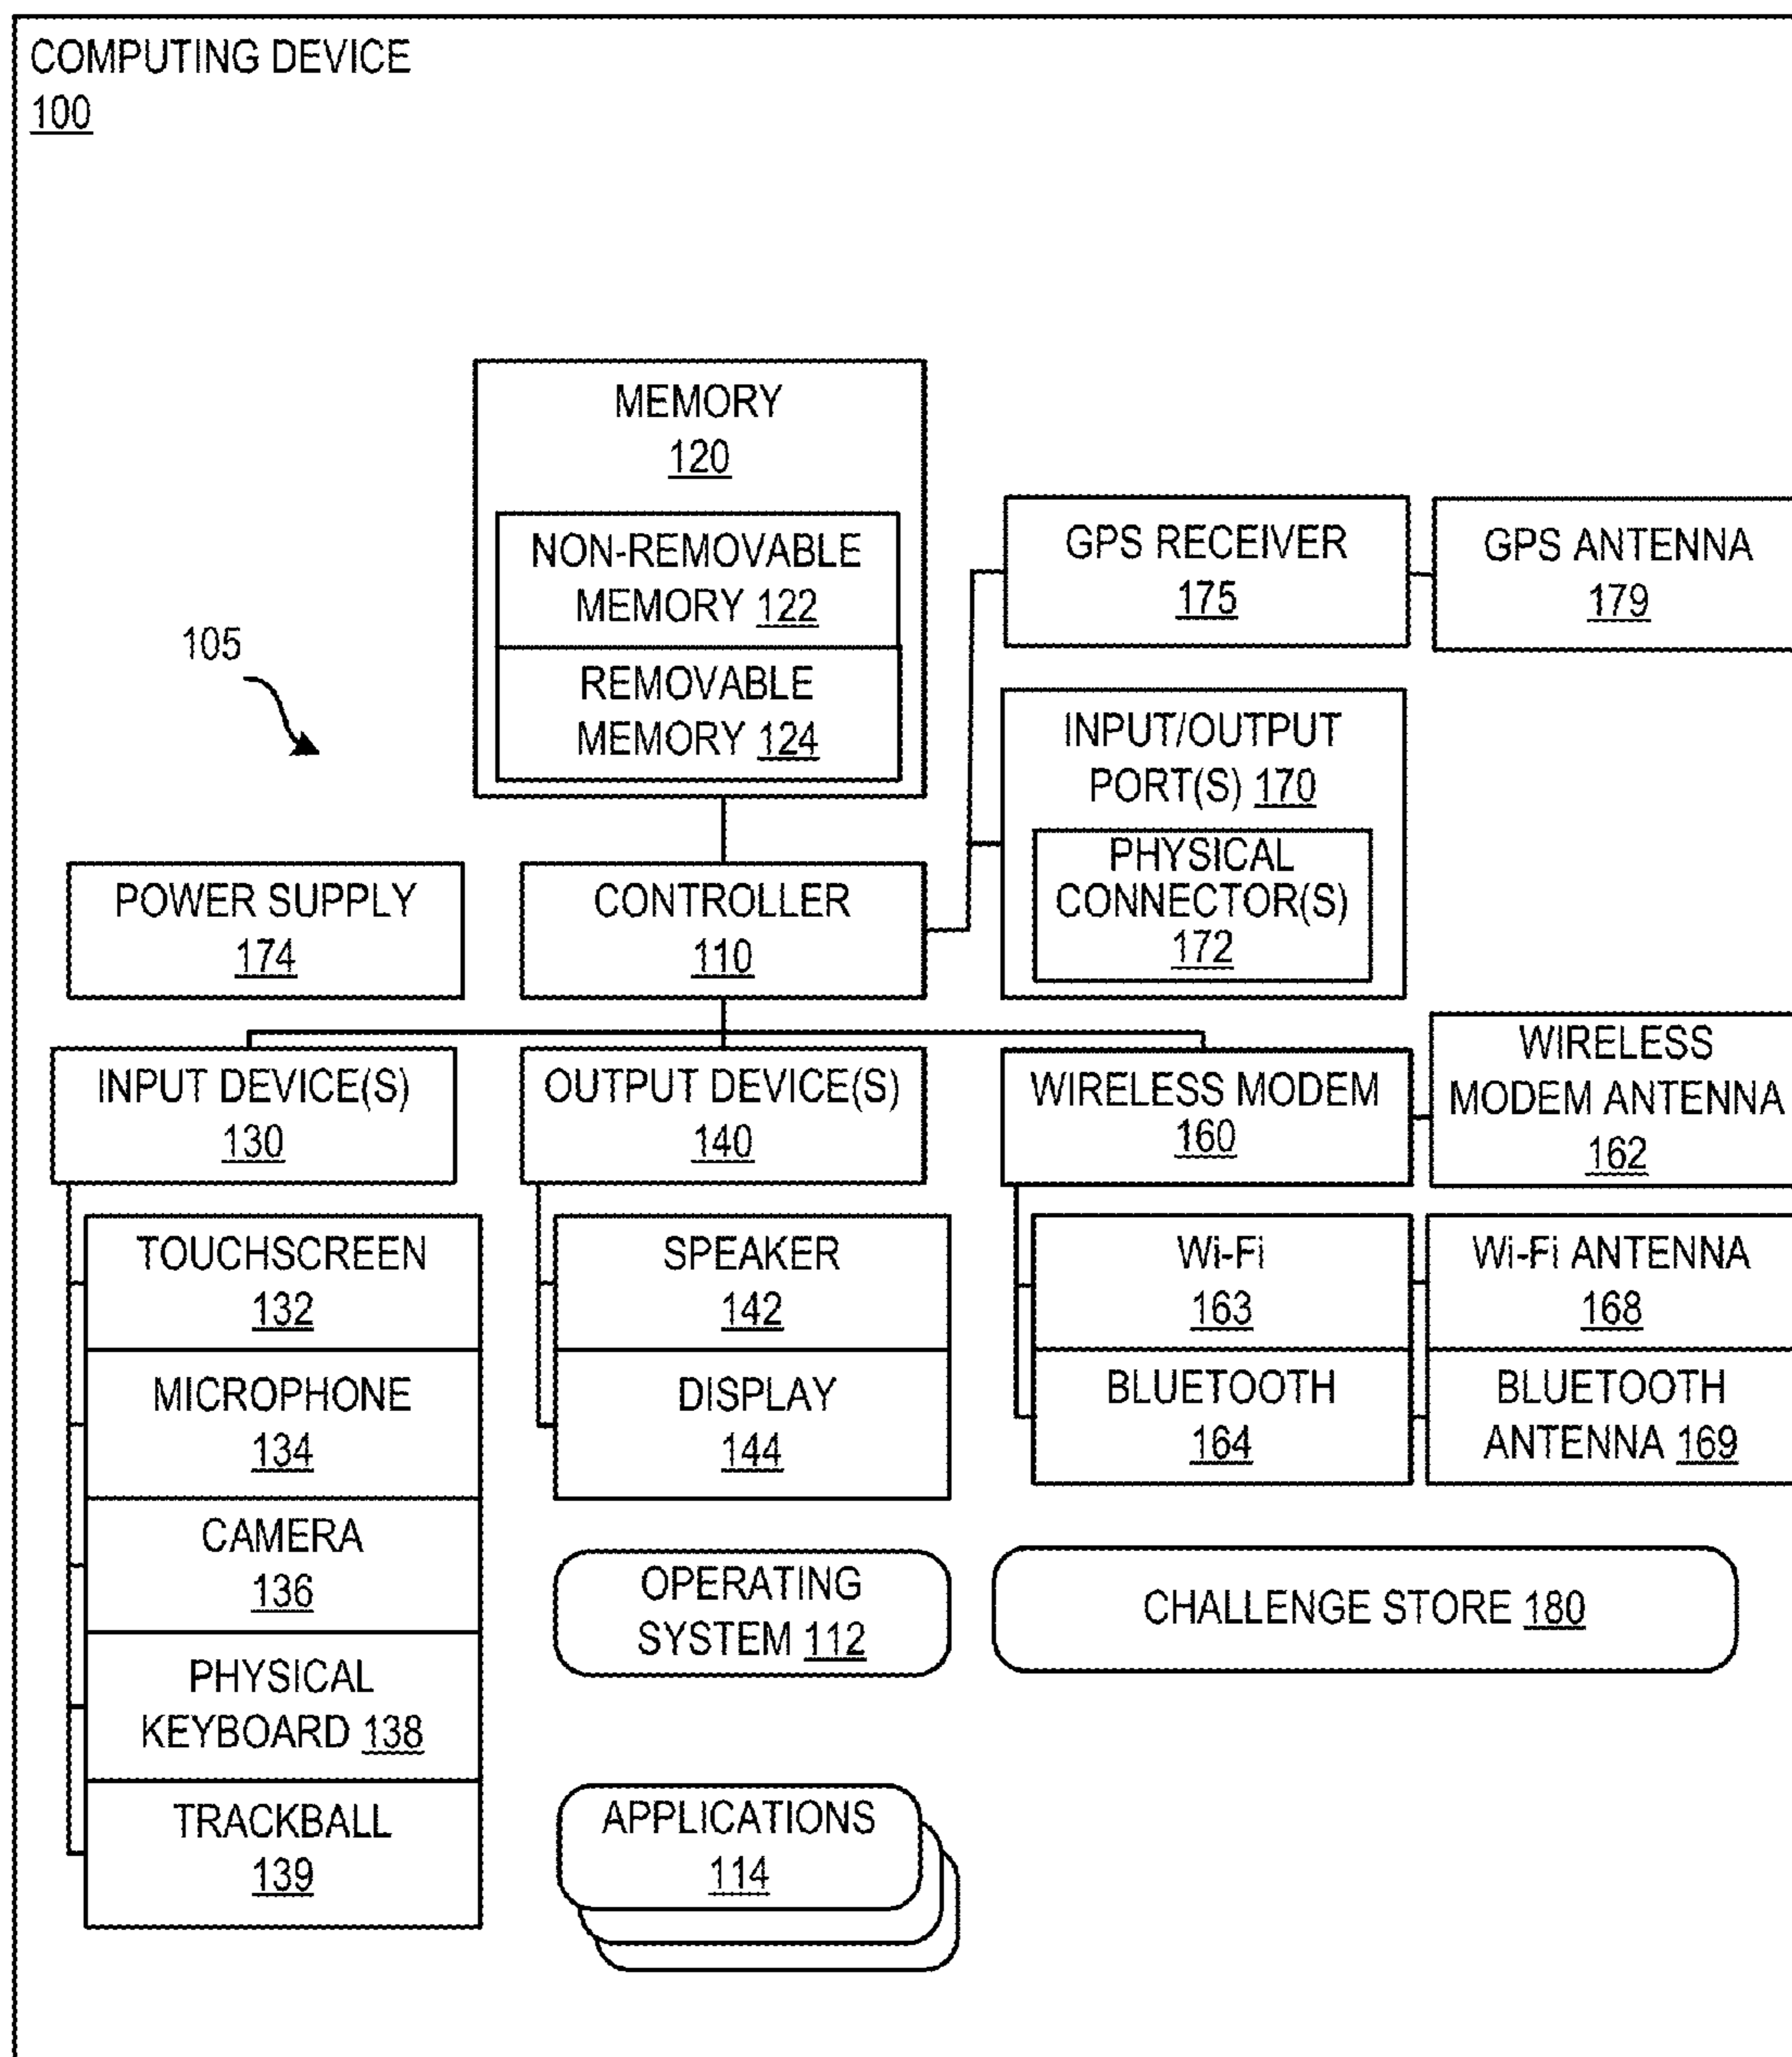 COMPUTING DEVICE
100
MEMORY
120
NON-REMOVABLE
MEMORY 122
REMOVABLE
MEMORY 124
105
GPS RECEIVER
175
GPS ANTENNA
179
INPUT/OUTPUT
PORT(S) 170
PHYSICAL
CONNECTOR(S)
172
POWER SUPPLY
174
CONTROLLER
110
INPUT DEVICE(S)
130
OUTPUT DEVICE(S)
140
WIRELESS MODEM
160
WIRELESS
MODEM ANTENNA
162
TOUCHSCREEN
132
MICROPHONE
134
CAMERA
136
PHYSICAL
KEYBOARD 138
TRACKBALL
139
SPEAKER
142
DISPLAY
144
Wi-Fi
163
BLUETOOTH
164
Wi-Fi ANTENNA
168
BLUETOOTH
ANTENNA 169
OPERATING
SYSTEM 112
CHALLENGE STORE 180
APPLICATIONS
114